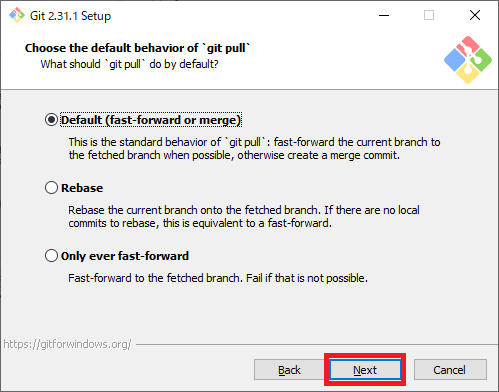 Git 2.31.1 Setup
Choose the default behavior of `git pull`
What should `git pull` do by default?
Default (fast-forward or merge)
This is the standard behavior of `git pull`: fast-forward the current branch to
the fetched branch when possible, otherwise create a merge commit.
Rebase
Rebase the current branch onto the fetched branch. If there are no local
commits to rebase, this is equivalent to a fast-forward.
Only ever fast-forward
Fast-forward to the fetched branch. Fail if that is not possible.
https://gitforwindows.org/
Back Next Cancel